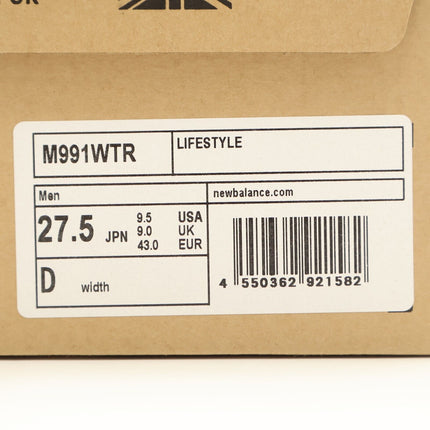 M991WTR
LIFESTYLE
Men
newbalance.com
27.5 JPN
9.5 USA
9.0 UK
43.0 EUR
D width
4 550362 921582